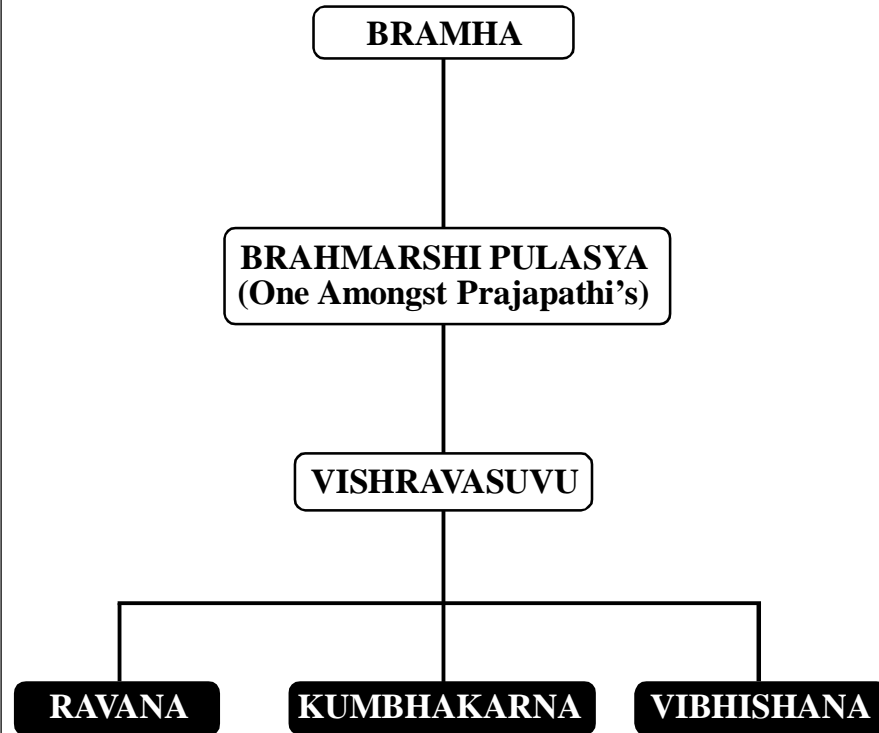 BRAMHA
BRAHMARSHI PULASYA
(One Amongst Prajapathi’s)
VISHRAVASUVU
RAVANA
KUMBHAKARNA
VIBHISHANA